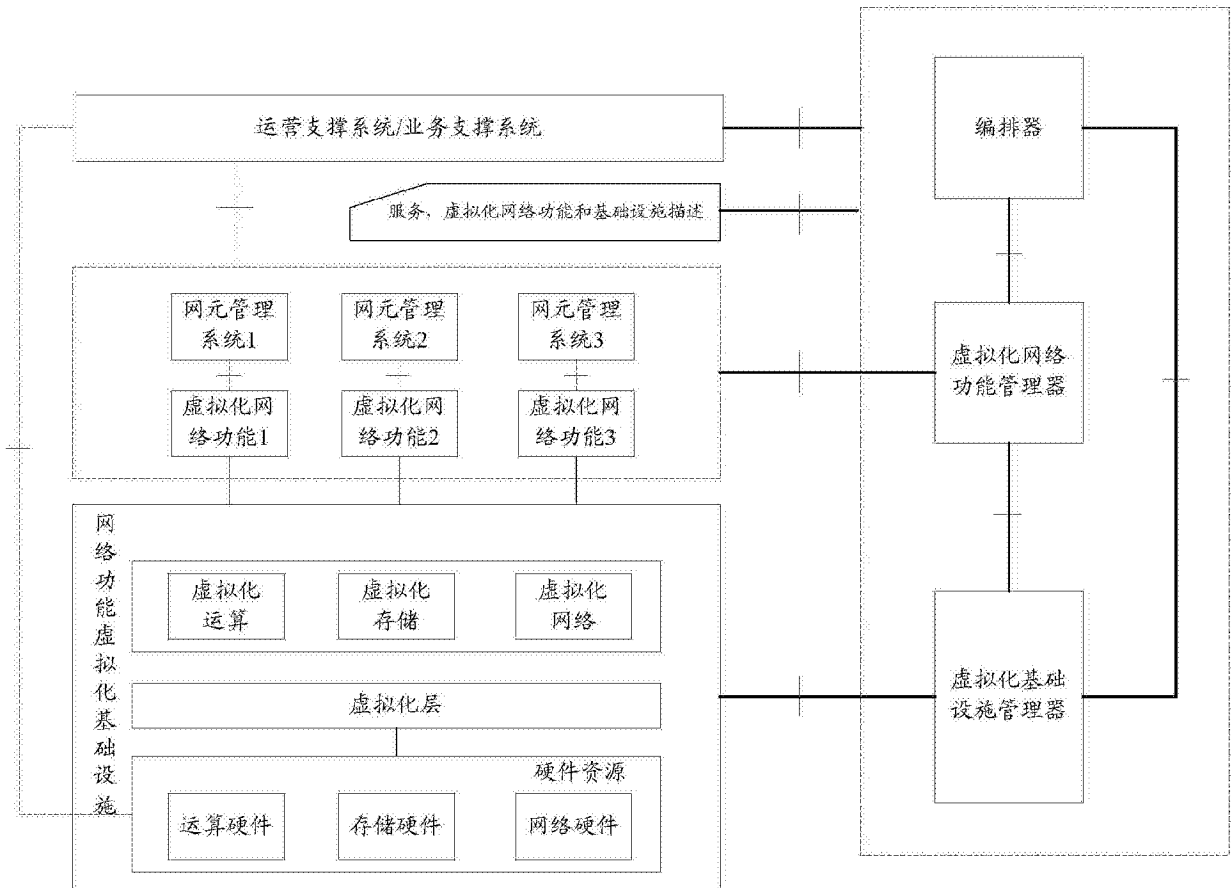 运营支撑系统/业务支撑系统
编排器
服务，虚拟化网络功能和基础设施描述
网元管理
系统1
网元管理
系统2
网元管理
系统3
虚拟化网络
功能管理器
虚拟化网
络功能1
虚拟化网
络功能2
虚拟化网
络功能3
网络功能虚拟化基础设施
虚拟化
运算
虚拟化
存储
虚拟化
网络
虚拟化层
虚拟化基础
设施管理器
硬件资源
运算硬件
存储硬件
网络硬件